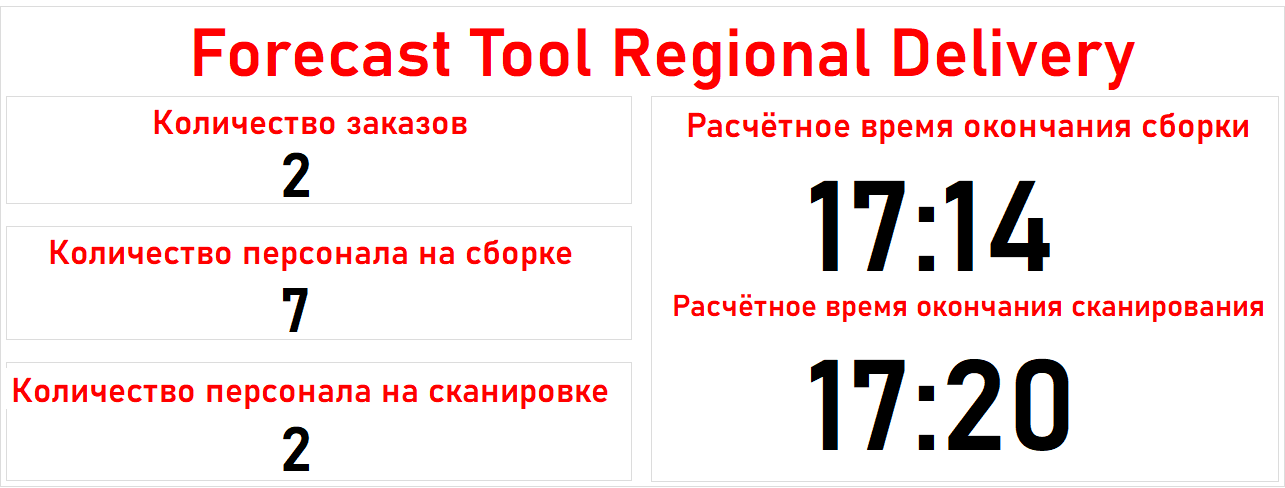 Forecast Tool Regional Delivery
Количество заказов
2
Количество персонала на сборке
7
Количество персонала на сканировке
2
Расчётное время окончания сборки
17:14
Расчётное время окончания сканирования
17:20